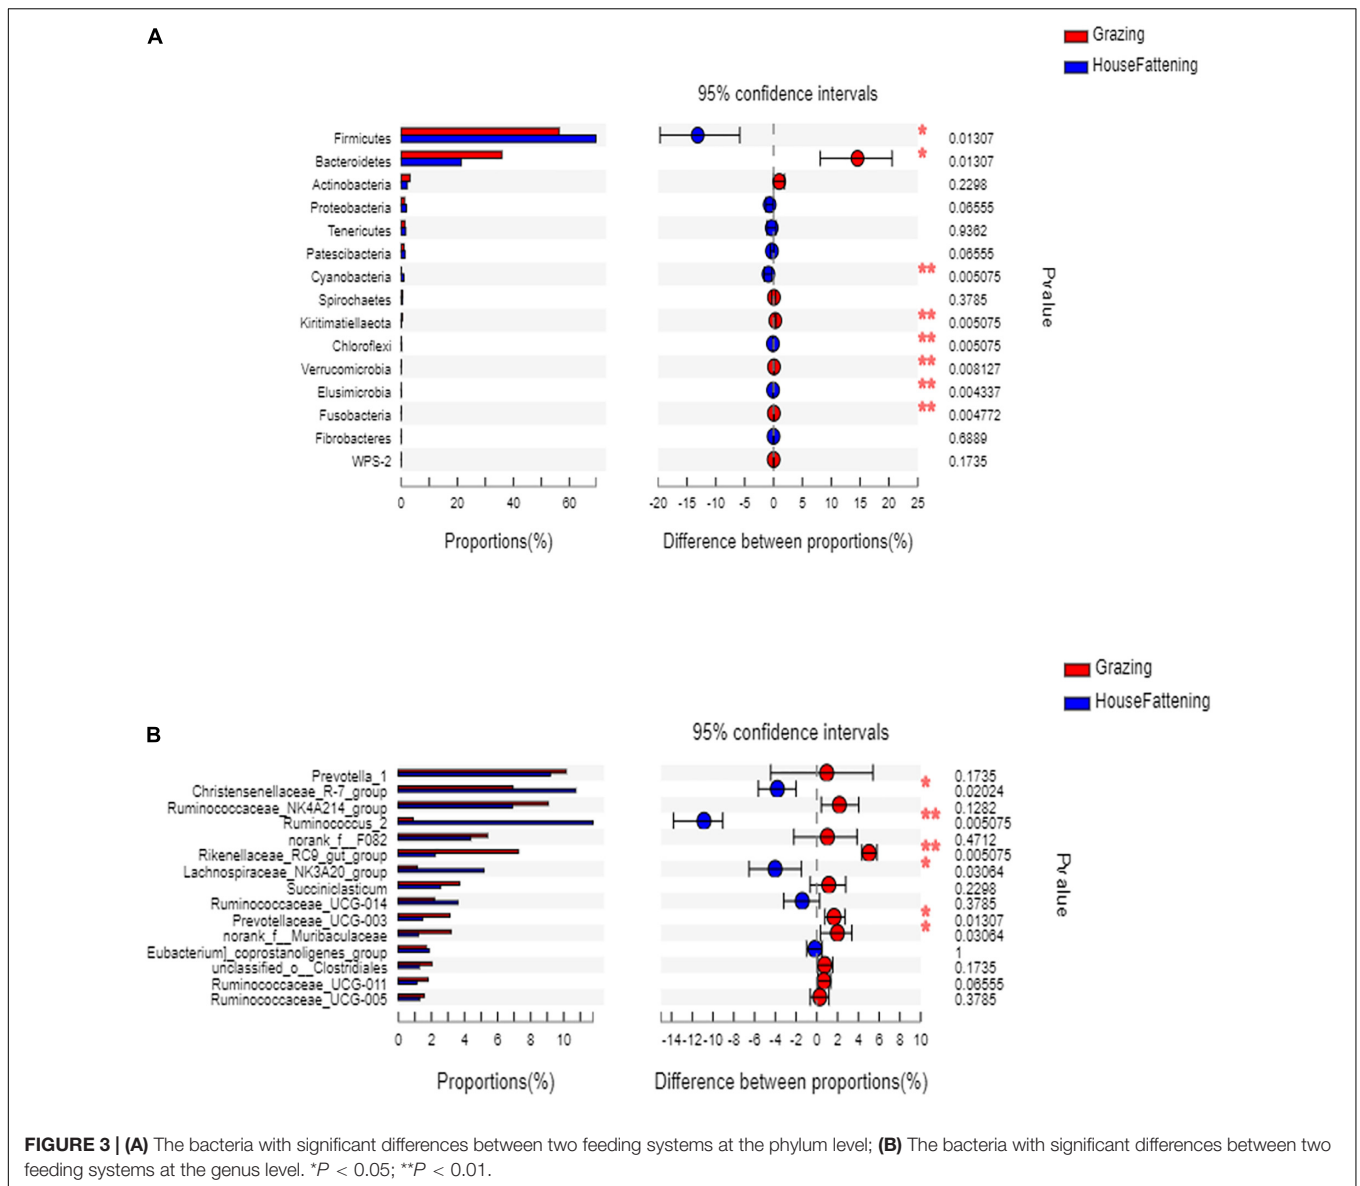 A
Grazing
HouseFattening
95% confidence intervals
Firmicutes * 0.01307
Bacteroidetes * 0.01307
Actinobacteria 0.2298
Proteobacteria 0.06555
Tenericutes 0.9362
Patescibacteria 0.06555
Cyanobacteria ** 0.005075
Spirochaetes 0.3785
Kiritimatiellaeota ** 0.005075
Chloroflexi ** 0.005075
Verrucomicrobia ** 0.008127
Elusimicrobia ** 0.004337
Fusobacteria ** 0.004772
Fibrobacteres 0.6889
WPS-2 0.1735
Pvalue
0 20 40 60 -20 -15 -10 -5 0 5 10 15 20 25
Proportions(%) Difference between proportions(%)
Grazing
HouseFattening
B
95% confidence intervals
Prevotella_1 0.1735
Christensenellaceae_R-7_group * 0.02024
Ruminococcaceae_NK4A214_group 0.1282
Ruminococcus_2 ** 0.005075
norank_f__F082 0.4712
Rikenellaceae_RC9_gut_group ** 0.005075
Lachnospiraceae_NK3A20_group * 0.03064
Succiniclasticum 0.2298
Ruminococcaceae_UCG-014 0.3785
Prevotellaceae_UCG-003 * 0.01307
norank_f__Muribaculaceae * 0.03064
Eubacterium]_coprostanoligenes_group 1
unclassified_o__Clostridiales 0.1735
Ruminococcaceae_UCG-011 0.06555
Ruminococcaceae_UCG-005 0.3785
Pvalue
0 2 4 6 8 10 -14 -12 -10 -8 -6 -4 -2 0 2 4 6 8 10
Proportions(%) Difference between proportions(%)
FIGURE 3 | (A) The bacteria with significant differences between two feeding systems at the phylum level; (B) The bacteria with significant differences between two
feeding systems at the genus level. *P < 0.05; **P < 0.01.